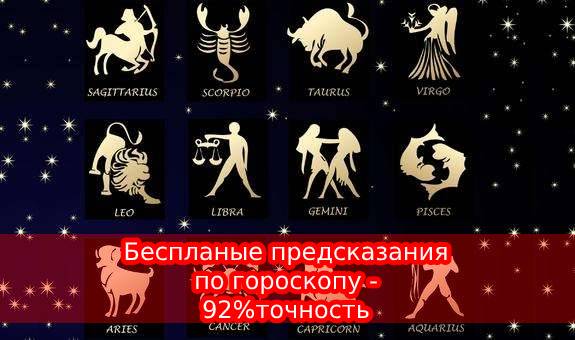 SAGITTARIUS SCORPIO TAURUS VIRGO
LEO LIBRA GEMINI PISCES
Беспланые предсказания
по гороскопу -
92%точность
ARIES CANCER CAPRICORN AQUARIUS